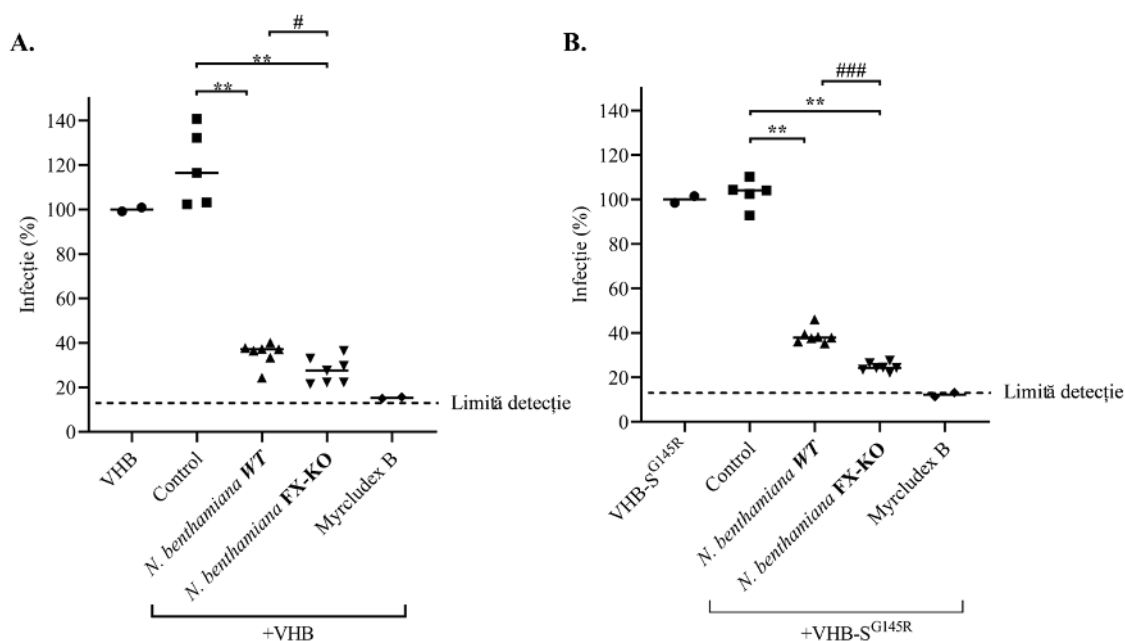 A.
#
**
**
Infecție (%)
140
120
100
80
60
40
20
0
Limită detecție
VHB
Control
N. benthamiana WT
N. benthamiana FX-KO
Myrcludex B
+VHB
B.
###
**
**
Infecție (%)
140
120
100
80
60
40
20
0
Limită detecție
VHB-S^G145R
Control
N. benthamiana WT
N. benthamiana FX-KO
Myrcludex B
+VHB-S^G145R